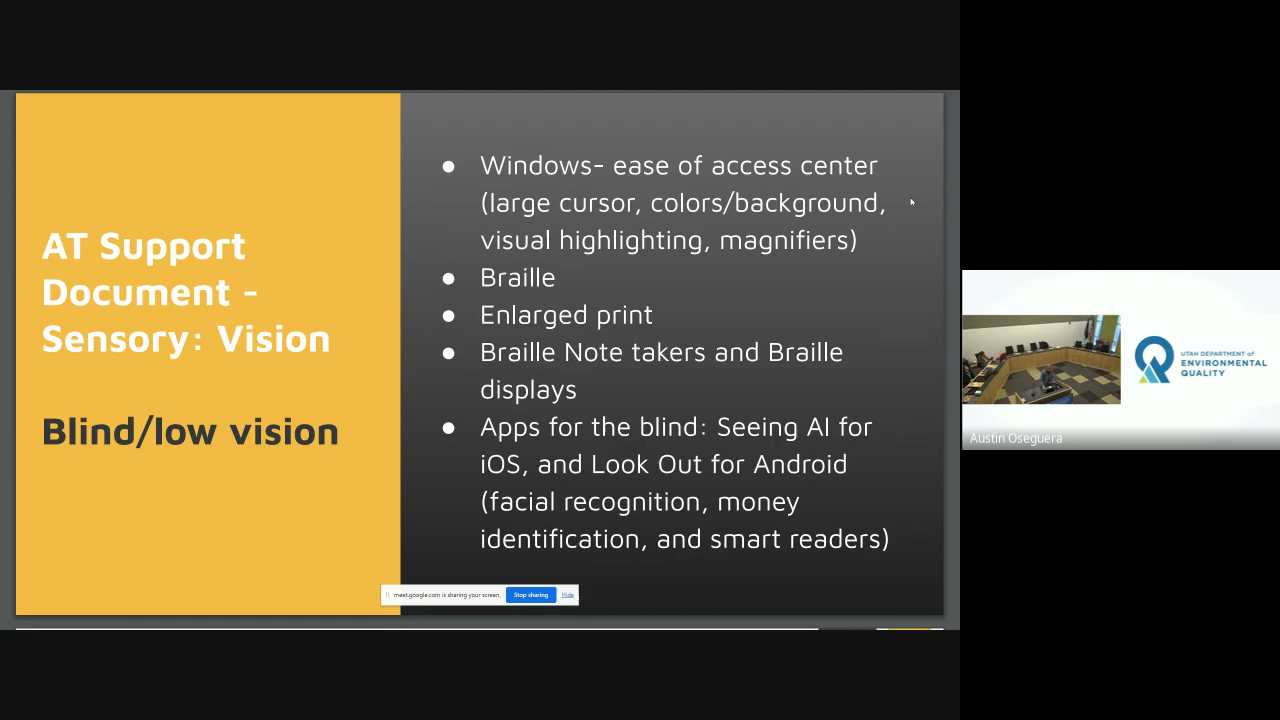 AT Support
Document -
Sensory: Vision
Blind/low vision
● Windows- ease of access center
(large cursor, colors/background,
visual highlighting, magnifiers)
● Braille
● Enlarged print
● Braille Note takers and Braille
displays
● Apps for the blind: Seeing AI for
iOS, and Look Out for Android
(facial recognition, money
identification, and smart readers)
meet.google.com is sharing your screen.. Stop sharing Hide
UTAH DEPARTMENT of
ENVIRONMENTAL
QUALITY
Austin Oseguera